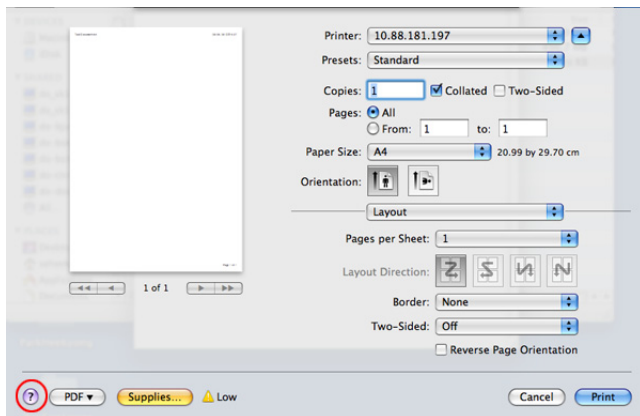 Printer: 10.88.181.197
Presets: Standard
Copies: 1 Collated Two-Sided
Pages: All
From: 1 to: 1
Paper Size: A4 20.99 by 29.70 cm
Orientation:
Layout
Pages per Sheet: 1
Layout Direction:
1 of 1
Border: None
Two-Sided: Off
Reverse Page Orientation
? PDF Supplies... Low Cancel Print